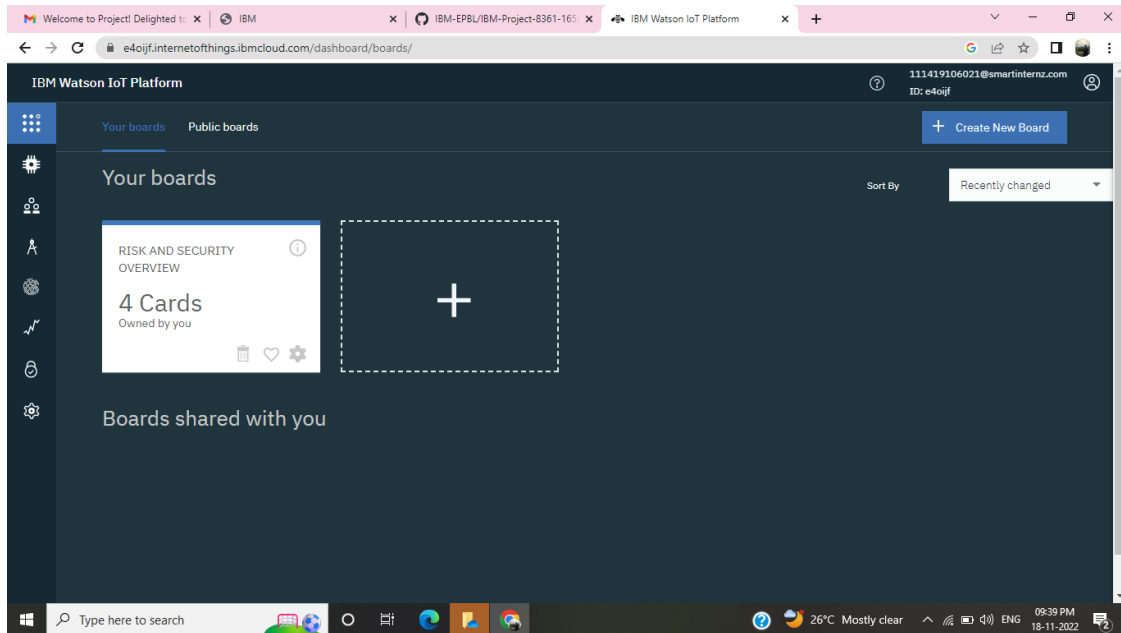 Welcome to Project! Delighted to
IBM
IBM-EPBL/IBM-Project-8361-165
IBM Watson IoT Platform
e4oijf.internetofthings.ibmcloud.com/dashboard/boards/
IBM Watson IoT Platform
111419106021@smartinternz.com
ID: e4oijf
Your boards
Public boards
+ Create New Board
Your boards
Sort By
Recently changed
RISK AND SECURITY
OVERVIEW
4 Cards
Owned by you
Boards shared with you
Type here to search
26°C Mostly clear
ENG
09:39 PM
18-11-2022
2